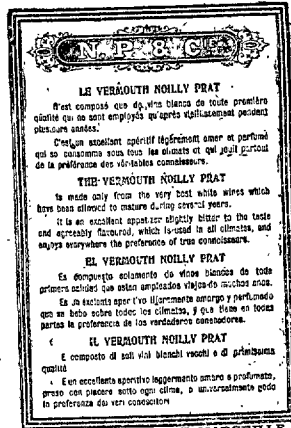 N.P.&C.
LE VERMOUTH NOILLY PRAT
N'est composé que de vins blancs de toute première
qualité qui ne sont employés qu'après vieillissement pendant
plusieurs années.
C'est un excellent apéritif légèrement amer et parfumé
qui se consomme sous tous les climats et qui jouit partout
de la préférence des véritables connaisseurs.
THE VERMOUTH NOILLY PRAT
Is made only from the very best white wines which
have been allowed to mature during several years.
It is an excellent appetizer slightly bitter to the taste
and agreeably flavoured, which is used in all climates, and
enjoys everywhere the preference of true connoisseurs.
EL VERMOUTH NOILLY PRAT
Es compuesto solamente de vinos blancos de toda
primera calidad que estan empleados viejos de muchos anos.
Es un excelente aperitivo ligeramente amargo y perfumado
que se bebe sobre todos los climatas, y que tiene en todas
partes la preferencia de los verdaderos conocedores.
IL VERMOUTH NOILLY PRAT
E composto di soli vini bianchi vecchi e di primissima
qualità
E un eccellente aperitivo leggermente amaro e profumato,
preso con piacere sotto ogni clima, o universalmente gode
la preferenza dei veri conoscitori